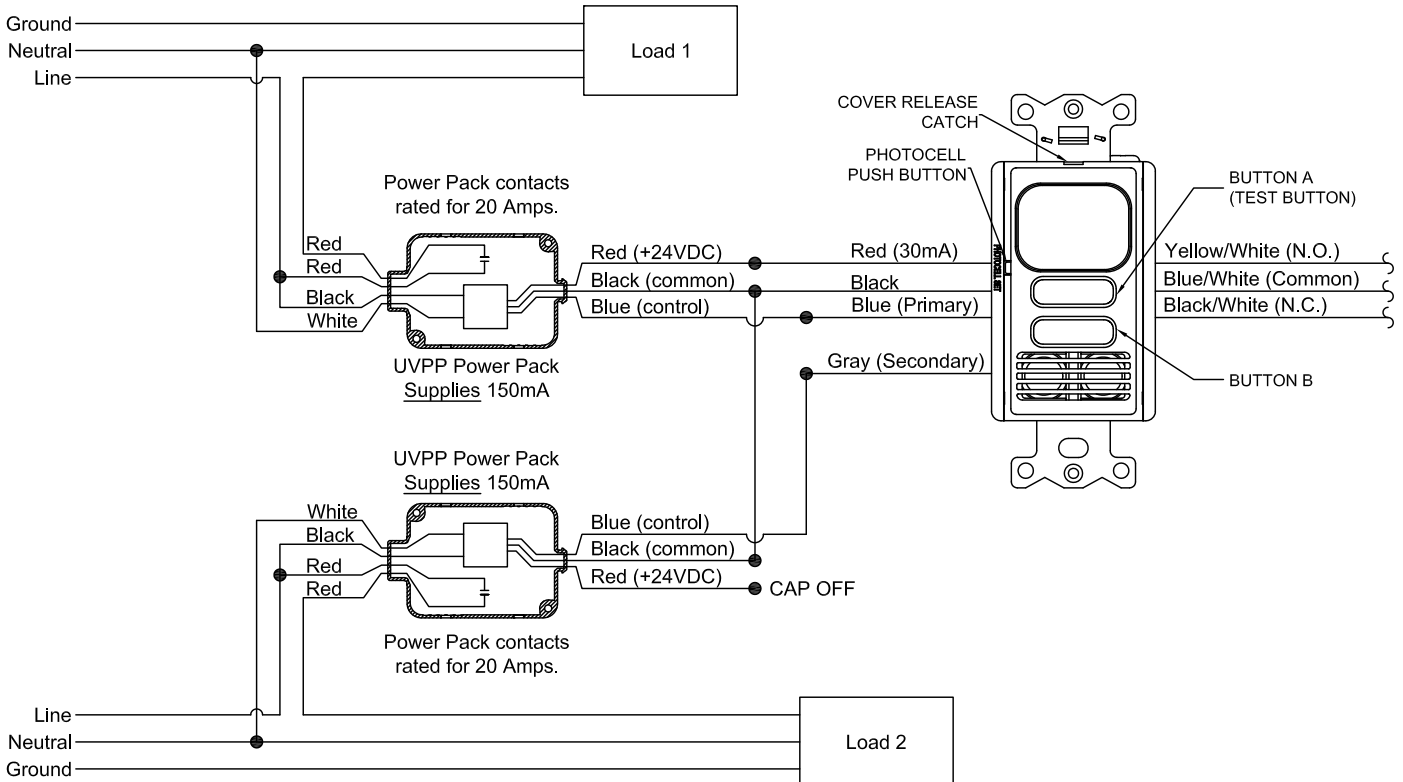 Ground
Neutral
Line
Load 1
Power Pack contacts
rated for 20 Amps.
Red
Red
Black
White
Red (+24VDC)
Black (common)
Blue (control)
UVPP Power Pack
Supplies 150mA
COVER RELEASE
CATCH
PHOTOCELL
PUSH BUTTON
BUTTON A
(TEST BUTTON)
Red (30mA)
Black
Blue (Primary)
Gray (Secondary)
PHOTOCELL SET
Yellow/White (N.O.)
Blue/White (Common)
Black/White (N.C.)
BUTTON B
UVPP Power Pack
Supplies 150mA
White
Black
Red
Red
Blue (control)
Black (common)
Red (+24VDC)
CAP OFF
Power Pack contacts
rated for 20 Amps.
Line
Neutral
Ground
Load 2